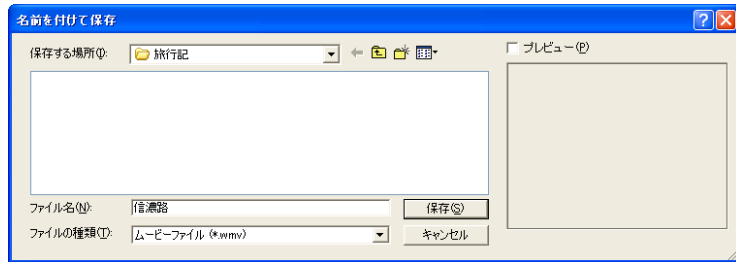 名前を付けて保存
保存する場所(I):
旅行記
プレビュー(P)
ファイル名(N):
信濃路
保存(S)
ファイルの種類(T):
ムービーファイル (*.wmv)
キャンセル